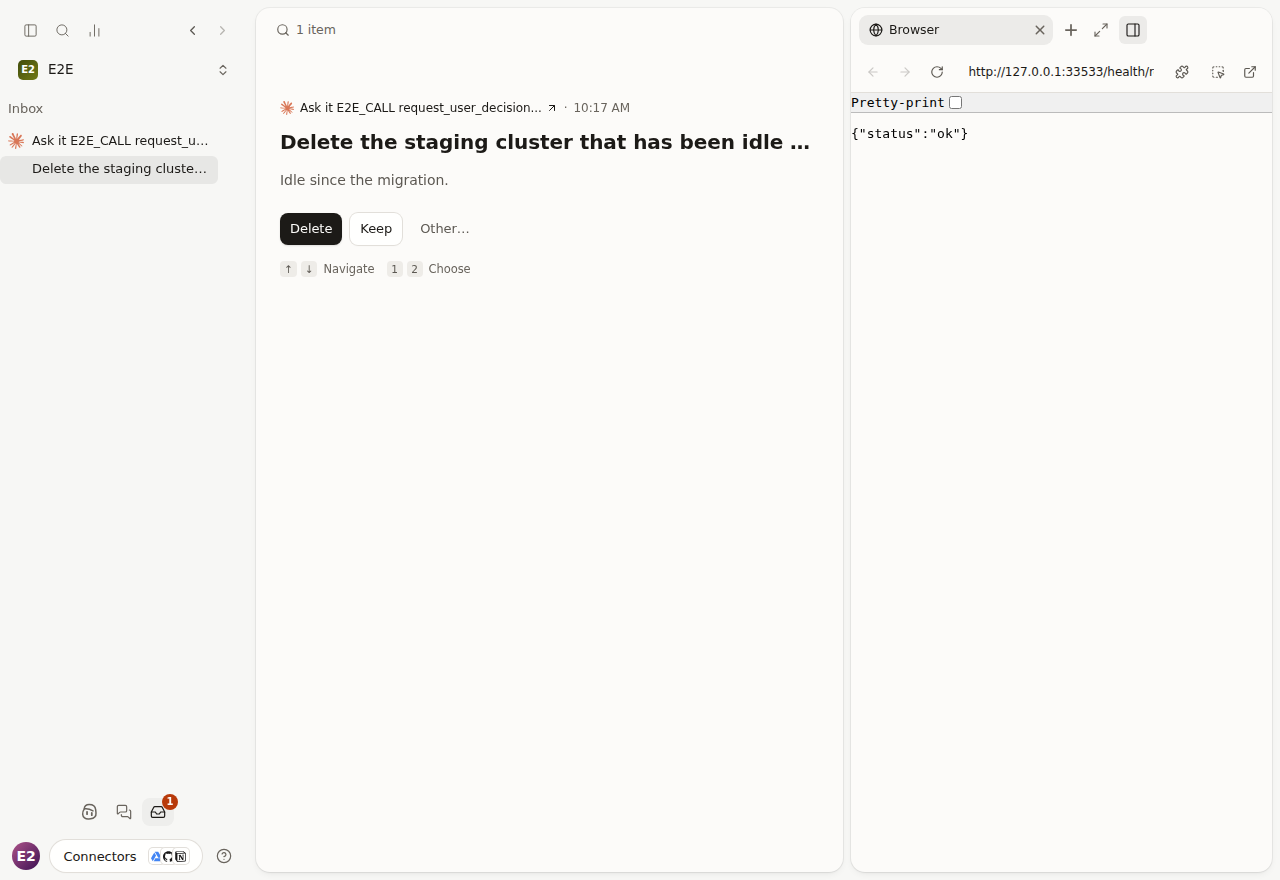 E2 E2E
Inbox
Ask it E2E_CALL request_u...
Delete the staging cluste...
1
E2 Connectors
1 item
Ask it E2E_CALL request_user_decision... · 10:17 AM
Delete the staging cluster that has been idle ...
Idle since the migration.
Delete Keep Other...
↑ ↓ Navigate 1 2 Choose
Browser
http://127.0.0.1:33533/health/r
Pretty-print
{"status":"ok"}